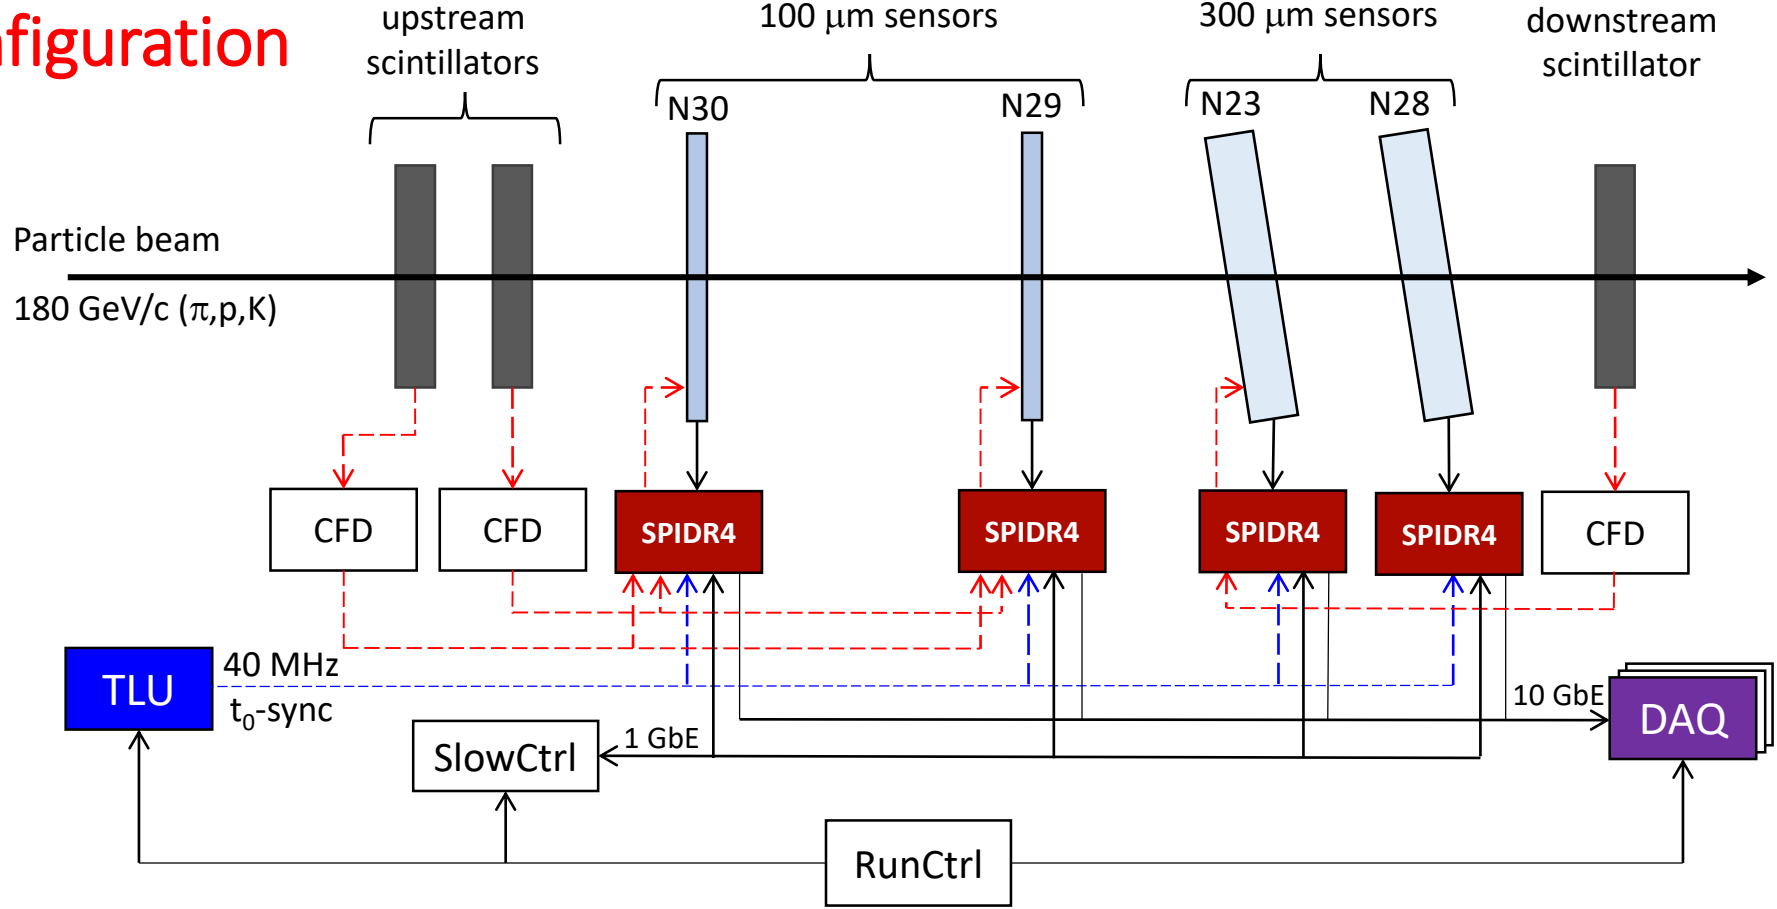 nfiguration
upstream
scintillators
100 μm sensors
300 μm sensors
downstream
scintillator
N30
N29
N23
N28
Particle beam
180 GeV/c (π,p,K)
CFD
CFD
SPIDR4
SPIDR4
SPIDR4
SPIDR4
CFD
TLU
40 MHz
t₀-sync
10 GbE
DAQ
SlowCtrl
1 GbE
RunCtrl